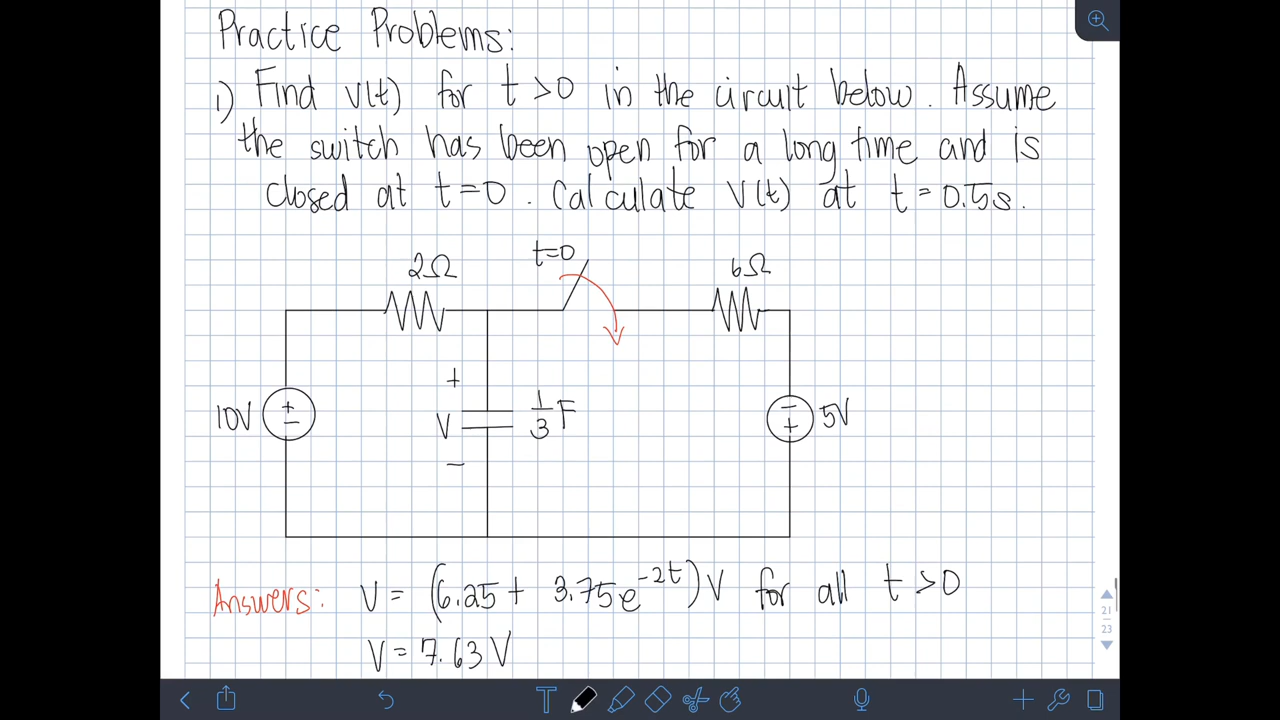 Practice Problems:
1) Find v(t) for t>0 in the circuit below. Assume
the switch has been open for a long time and is
closed at t=0. Calculate V(t) at t=0.5s.
t=0
2Ω
6Ω
+
10V
+
−
V
1/3 F
−
+
5V
−
Answers: V = (6.25 + 3.75e^-2t) V for all t>0
V = 7.63 V
21
23
T